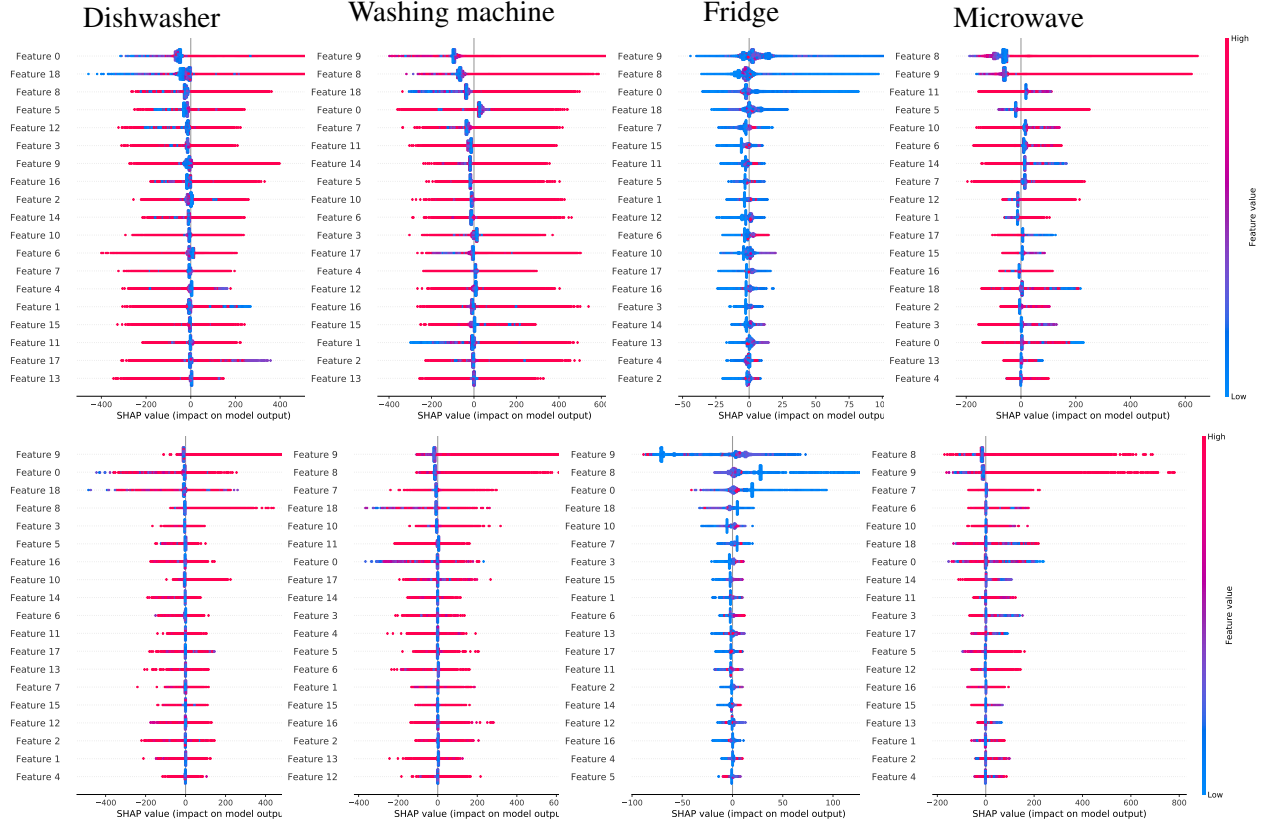 Dishwasher
Washing machine
Fridge
Microwave
Feature 0
Feature 18
Feature 8
Feature 5
Feature 12
Feature 3
Feature 9
Feature 16
Feature 2
Feature 14
Feature 10
Feature 6
Feature 7
Feature 4
Feature 1
Feature 15
Feature 11
Feature 17
Feature 13
−400 −200 0 200 400
SHAP value (impact on model output)
Feature 9
Feature 8
Feature 18
Feature 0
Feature 7
Feature 11
Feature 14
Feature 5
Feature 10
Feature 6
Feature 3
Feature 17
Feature 4
Feature 12
Feature 16
Feature 15
Feature 1
Feature 2
Feature 13
−400 −200 0 200 400 600
SHAP value (impact on model output)
Feature 9
Feature 8
Feature 0
Feature 18
Feature 7
Feature 15
Feature 11
Feature 5
Feature 1
Feature 12
Feature 6
Feature 10
Feature 17
Feature 16
Feature 3
Feature 14
Feature 13
Feature 4
Feature 2
−50 −25 0 25 50 75 100
SHAP value (impact on model outpu
Feature 8
Feature 9
Feature 11
Feature 5
Feature 10
Feature 6
Feature 14
Feature 7
Feature 12
Feature 1
Feature 17
Feature 15
Feature 16
Feature 18
Feature 2
Feature 3
Feature 0
Feature 13
Feature 4
−200 0 200 400 600
SHAP value (impact on model output)
High
Feature value
Low
Feature 9
Feature 0
Feature 18
Feature 8
Feature 3
Feature 5
Feature 16
Feature 10
Feature 14
Feature 6
Feature 11
Feature 17
Feature 13
Feature 7
Feature 15
Feature 12
Feature 2
Feature 1
Feature 4
−400 −200 0 200 400
SHAP value (impact on model outpu
Feature 9
Feature 8
Feature 7
Feature 18
Feature 10
Feature 11
Feature 0
Feature 17
Feature 14
Feature 3
Feature 4
Feature 5
Feature 6
Feature 1
Feature 15
Feature 16
Feature 2
Feature 13
Feature 12
−400 −200 0 200 400 600
SHAP value (impact on model outpu
Feature 9
Feature 8
Feature 0
Feature 18
Feature 10
Feature 7
Feature 3
Feature 15
Feature 1
Feature 6
Feature 13
Feature 17
Feature 11
Feature 2
Feature 14
Feature 12
Feature 16
Feature 4
Feature 5
−100 −50 0 50 100
SHAP value (impact on model output)
Feature 8
Feature 9
Feature 7
Feature 6
Feature 10
Feature 18
Feature 0
Feature 14
Feature 11
Feature 3
Feature 17
Feature 5
Feature 12
Feature 16
Feature 15
Feature 13
Feature 1
Feature 2
Feature 4
−200 0 200 400 600 800
SHAP value (impact on model output)
High
Feature value
Low